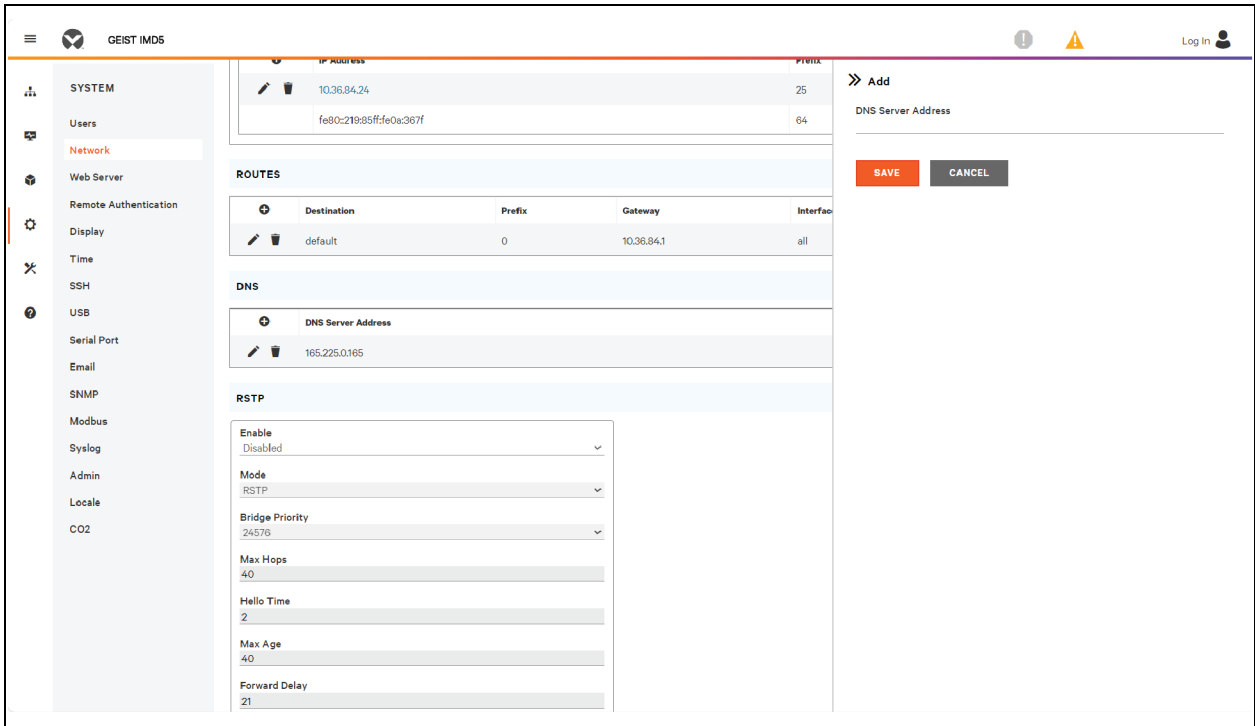 GEIST IMD5
Log In
SYSTEM
Users
Network
Web Server
Remote Authentication
Display
Time
SSH
USB
Serial Port
Email
SNMP
Modbus
Syslog
Admin
Locale
CO2
IP Address Prefix
10.36.84.24 25
fe80::219:85ff:fe0a:367f 64
ROUTES
Destination Prefix Gateway Interfac
default 0 10.36.84.1 all
DNS
DNS Server Address
165.225.0.165
RSTP
Enable
Disabled
Mode
RSTP
Bridge Priority
24576
Max Hops
40
Hello Time
2
Max Age
40
Forward Delay
21
Add
DNS Server Address
SAVE CANCEL